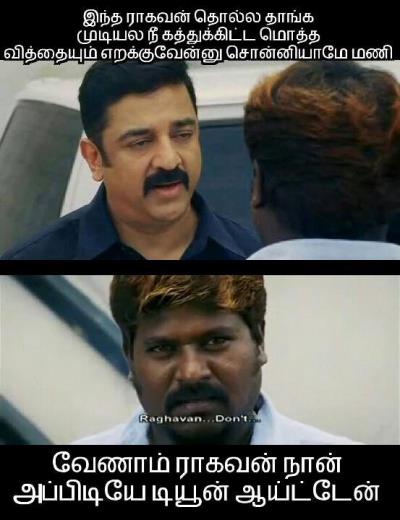 இந்த ராகவன் தொல்ல தாங்க
முடியல நீ கத்துக்கிட்ட மொத்த
வித்தையும் எறக்குவேன்னு சொன்னியாமே மணி
Raghavan...Don't...
வேணாம் ராகவன் நான்
அப்பிடியே டியூன் ஆய்ட்டேன்